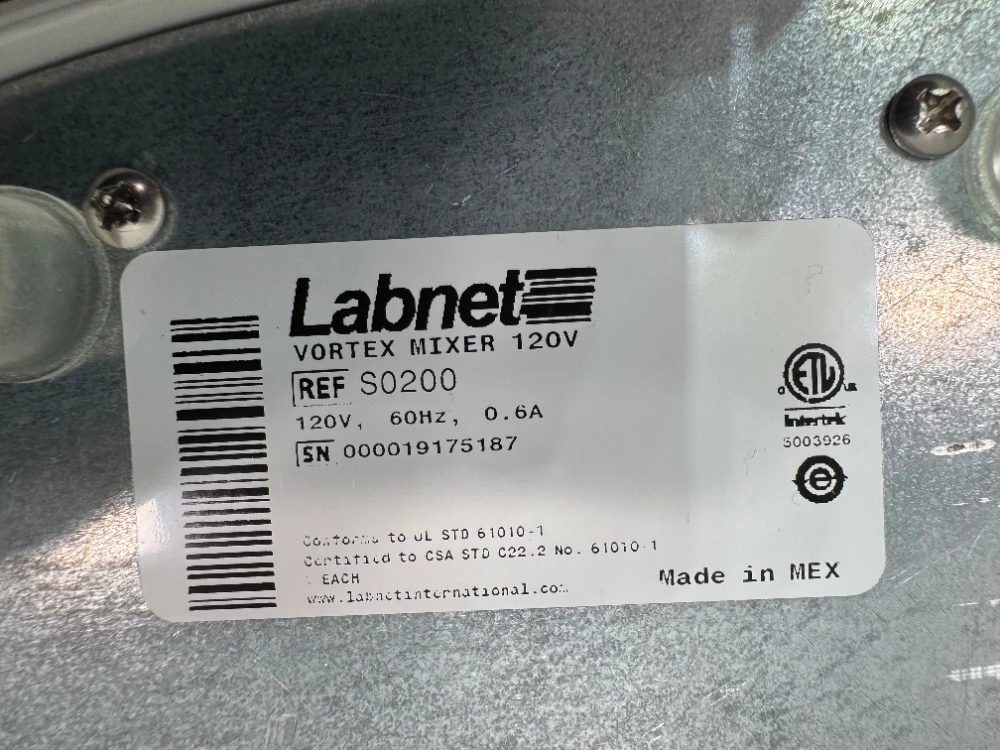 Labnet
VORTEX MIXER 120V
REF S0200
120V, 60Hz, 0.6A
SN 000019175187
ETL
Intertek
5003926
e
Conforms to UL STD 61010-1
Certified to CSA STD C22.2 No. 61010-1
EACH
www.labnetinternational.com
Made in MEX